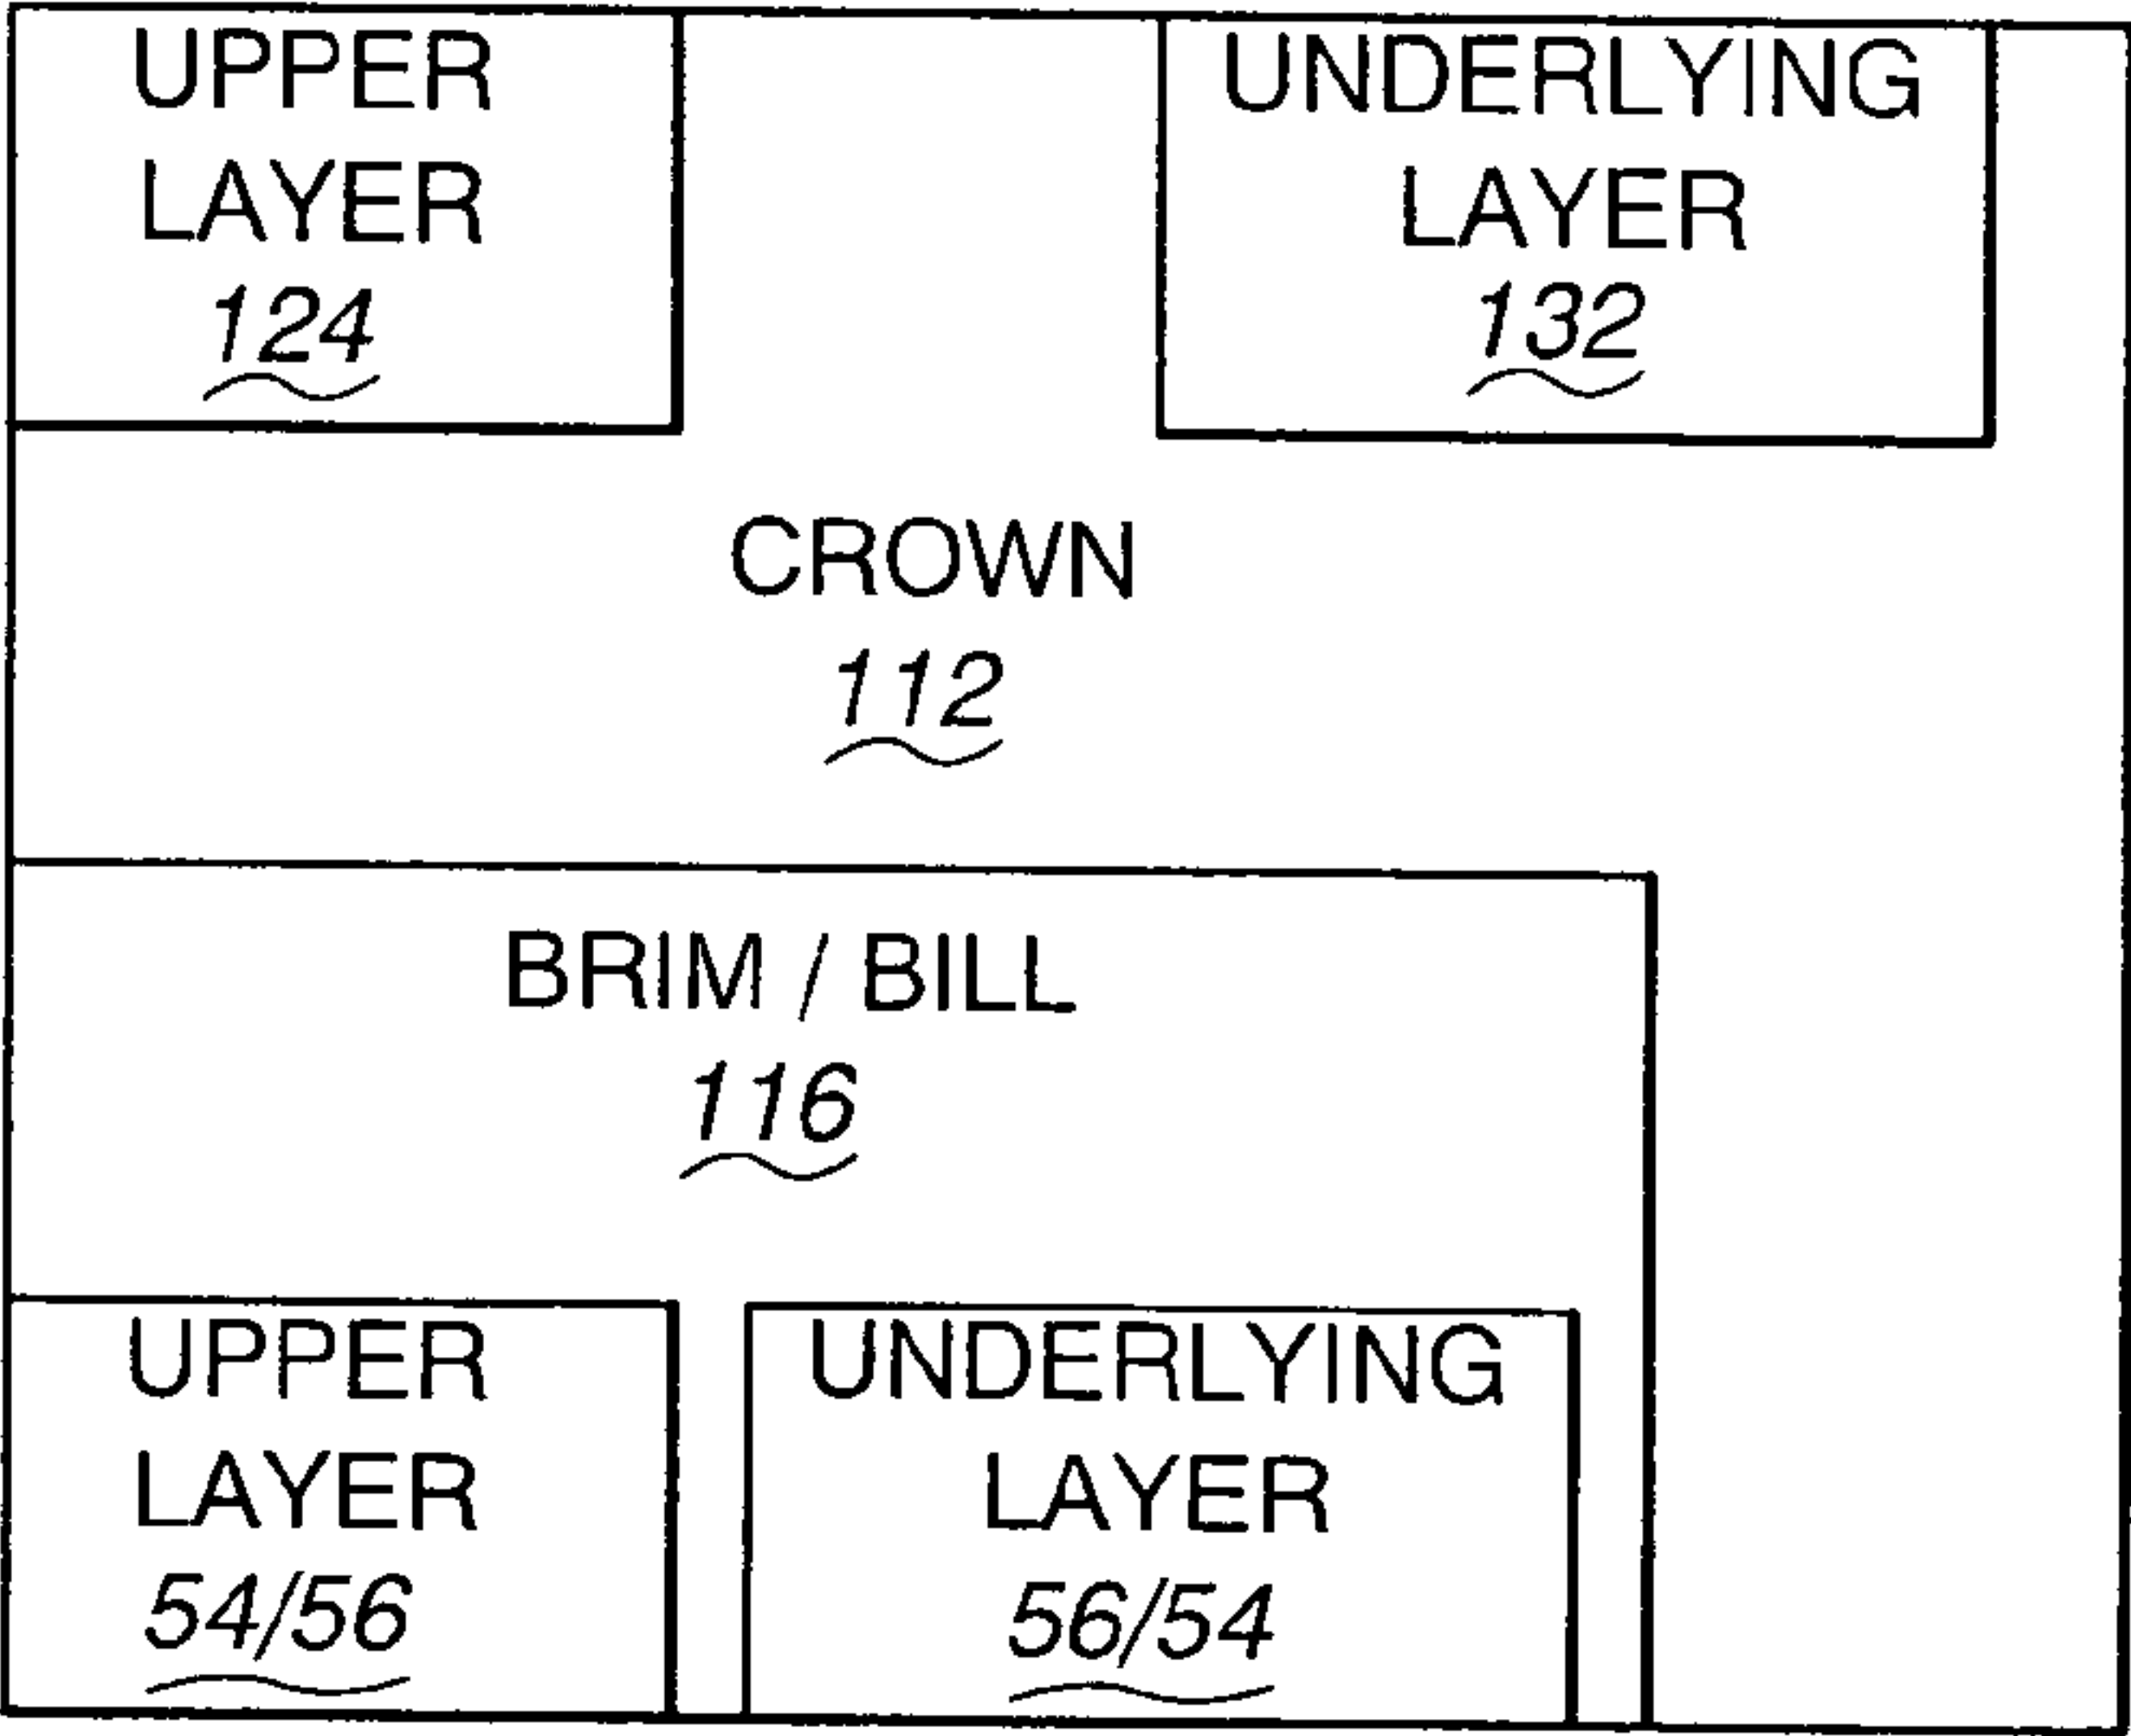 UPPER
LAYER
124
UNDERLYING
LAYER
132
CROWN
112
BRIM / BILL
116
UPPER
LAYER
54/56
UNDERLYING
LAYER
56/54